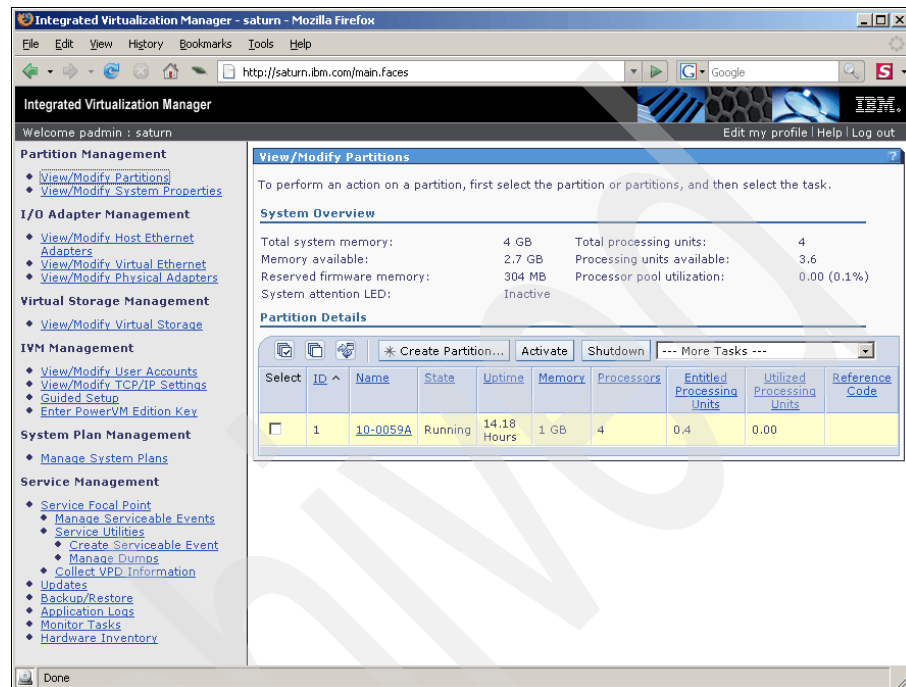 Integrated Virtualization Manager - saturn - Mozilla Firefox
File Edit View History Bookmarks Tools Help
http://saturn.ibm.com/main.faces
G Google
S
Integrated Virtualization Manager
IBM.
Welcome padmin : saturn
Edit my profile | Help | Log out
Partition Management
View/Modify Partitions
View/Modify System Properties
I/O Adapter Management
View/Modify Host Ethernet
Adapters
View/Modify Virtual Ethernet
View/Modify Physical Adapters
Virtual Storage Management
View/Modify Virtual Storage
IVM Management
View/Modify User Accounts
View/Modify TCP/IP Settings
Guided Setup
Enter PowerVM Edition Key
System Plan Management
Manage System Plans
Service Management
Service Focal Point
Manage Serviceable Events
Service Utilities
Create Serviceable Event
Manage Dumps
Collect VPD Information
Updates
Backup/Restore
Application Logs
Monitor Tasks
Hardware Inventory
View/Modify Partitions ?
To perform an action on a partition, first select the partition or partitions, and then select the task.
System Overview
Total system memory: 4 GB Total processing units: 4
Memory available: 2.7 GB Processing units available: 3.6
Reserved firmware memory: 304 MB Processor pool utilization: 0.00 (0.1%)
System attention LED: Inactive
Partition Details
Create Partition... Activate Shutdown --- More Tasks ---
Select ID ^ Name State Uptime Memory Processors Entitled Processing Units Utilized Processing Units Reference Code
1 10-0059A Running 14.18 Hours 1 GB 4 0.4 0.00
Done